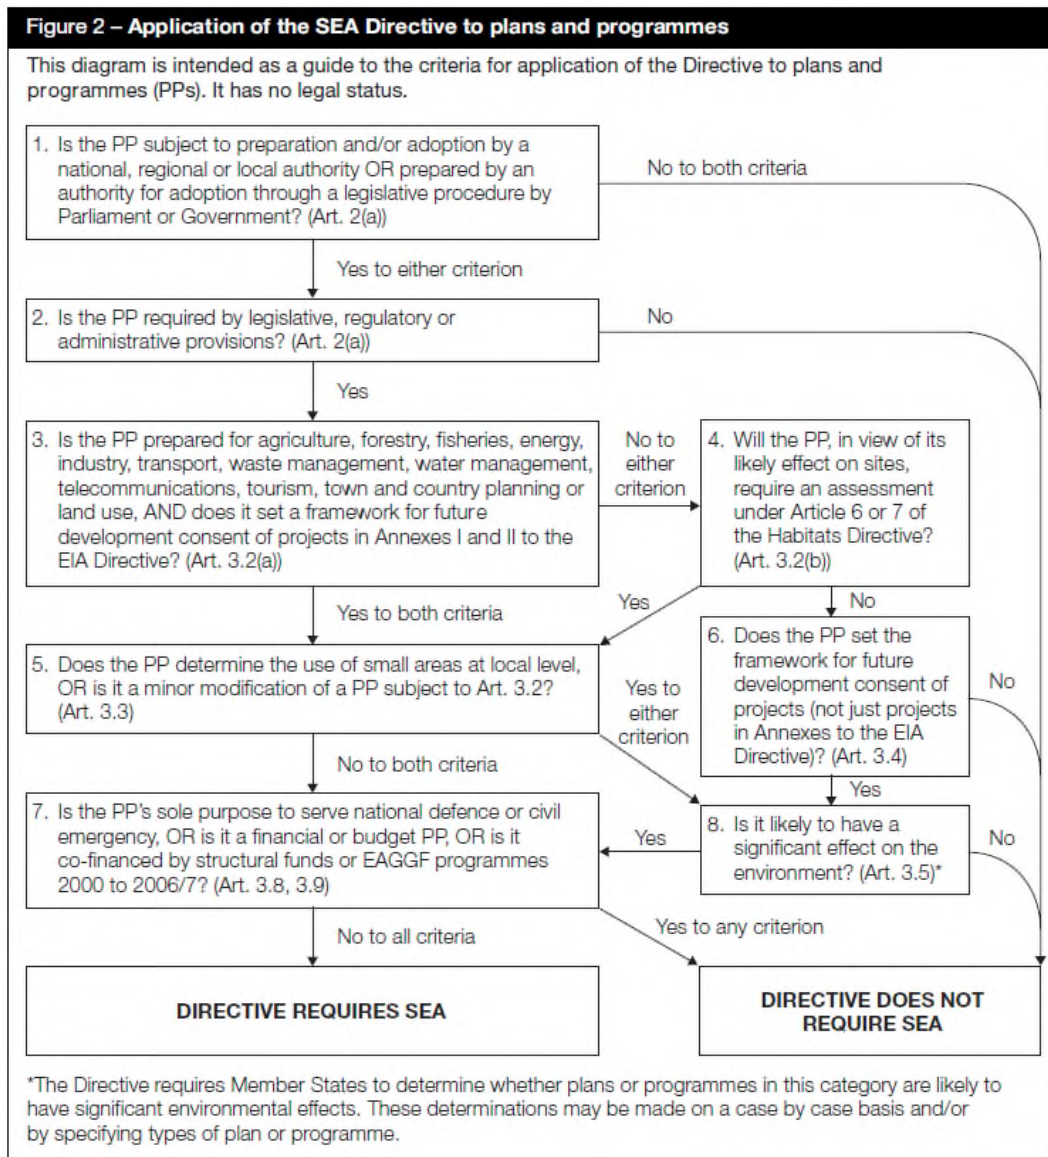 Figure 2 – Application of the SEA Directive to plans and programmes
This diagram is intended as a guide to the criteria for application of the Directive to plans and
programmes (PPs). It has no legal status.
1. Is the PP subject to preparation and/or adoption by a
national, regional or local authority OR prepared by an
authority for adoption through a legislative procedure by
Parliament or Government? (Art. 2(a))
No to both criteria
Yes to either criterion
2. Is the PP required by legislative, regulatory or
administrative provisions? (Art. 2(a))
No
Yes
3. Is the PP prepared for agriculture, forestry, fisheries, energy,
industry, transport, waste management, water management,
telecommunications, tourism, town and country planning or
land use, AND does it set a framework for future
development consent of projects in Annexes I and II to the
EIA Directive? (Art. 3.2(a))
No to
either
criterion
4. Will the PP, in view of its
likely effect on sites,
require an assessment
under Article 6 or 7 of
the Habitats Directive?
(Art. 3.2(b))
Yes to both criteria
Yes
No
5. Does the PP determine the use of small areas at local level,
OR is it a minor modification of a PP subject to Art. 3.2?
(Art. 3.3)
Yes to
either
criterion
6. Does the PP set the
framework for future
development consent of
projects (not just projects
in Annexes to the EIA
Directive)? (Art. 3.4)
No
No to both criteria
Yes
7. Is the PP's sole purpose to serve national defence or civil
emergency, OR is it a financial or budget PP, OR is it
co-financed by structural funds or EAGGF programmes
2000 to 2006/7? (Art. 3.8, 3.9)
Yes
8. Is it likely to have a
significant effect on the
environment? (Art. 3.5)*
No
No to all criteria
Yes to any criterion
DIRECTIVE REQUIRES SEA
DIRECTIVE DOES NOT
REQUIRE SEA
*The Directive requires Member States to determine whether plans or programmes in this category are likely to
have significant environmental effects. These determinations may be made on a case by case basis and/or
by specifying types of plan or programme.